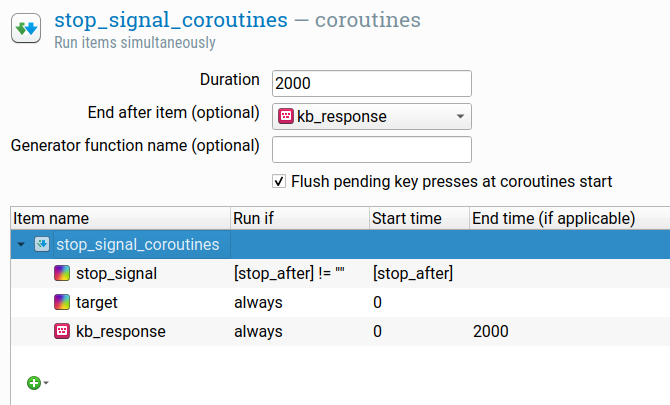 stop_signal_coroutines — coroutines
Run items simultaneously
Duration 2000
End after item (optional) kb_response
Generator function name (optional)
Flush pending key presses at coroutines start
Item name Run if Start time End time (if applicable)
stop_signal_coroutines
stop_signal [stop_after] != "" [stop_after]
target always 0
kb_response always 0 2000